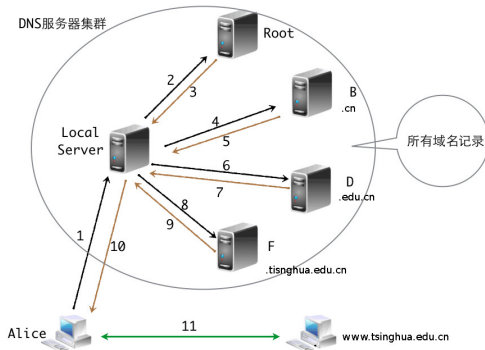 DNS服务器集群
Root
2
3
B
.cn
4
5
Local
Server
所有域名记录
6
7
D
.edu.cn
8
9
F
.tisnghua.edu.cn
1
10
Alice
11
www.tsinghua.edu.cn